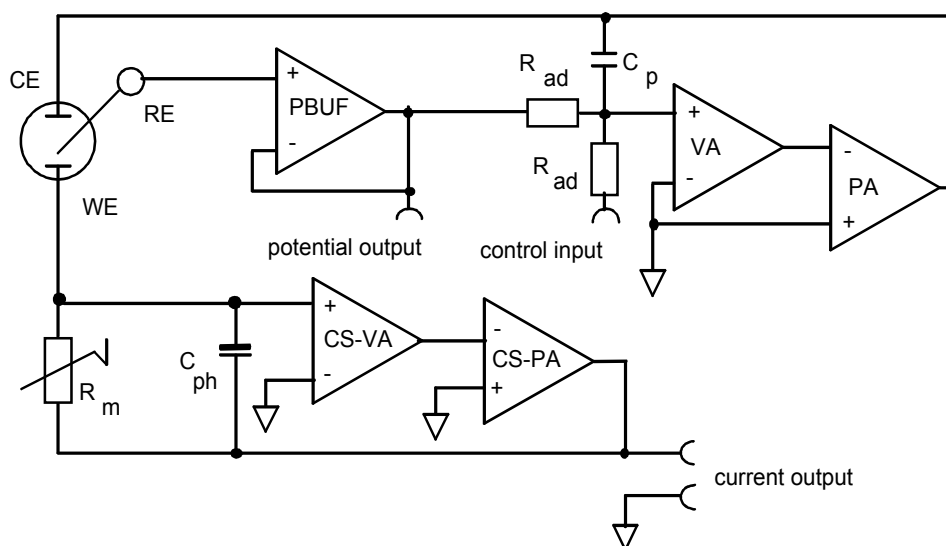 CE
RE
WE
+
PBUF
-
potential output
R ad
C p
R ad
control input
+
VA
-
-
PA
+
R m
C ph
+
CS-VA
-
-
CS-PA
+
current output